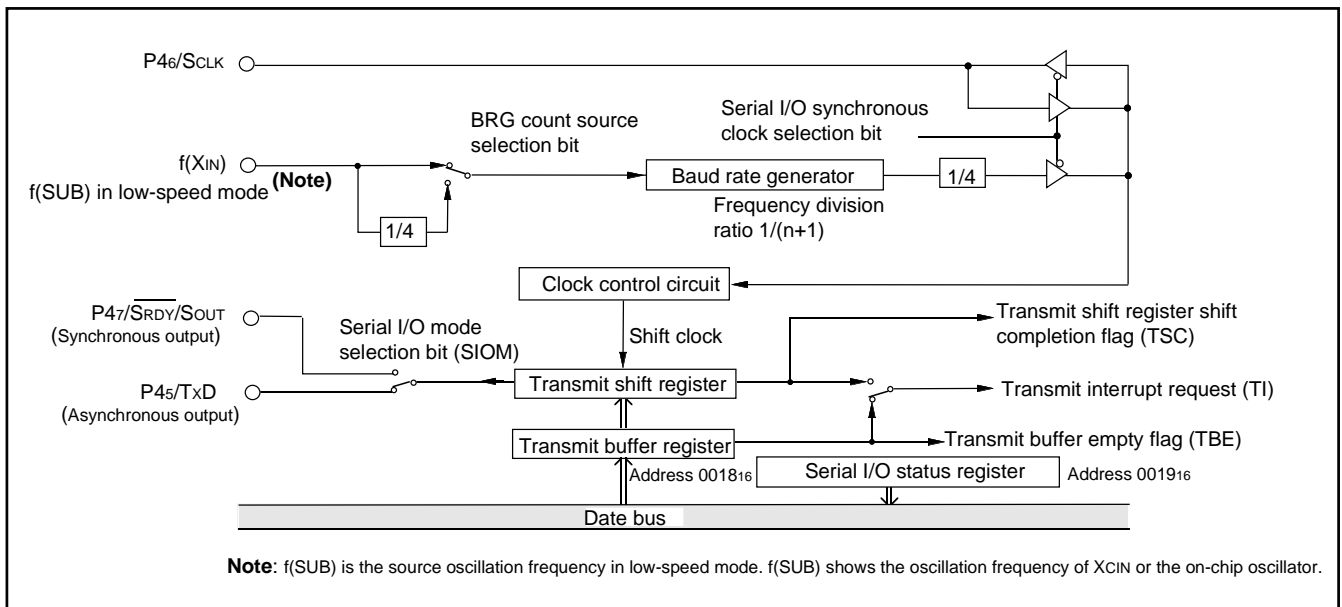 P46/SCLK
Serial I/O synchronous
clock selection bit
BRG count source
selection bit
f(XIN)
(Note)
f(SUB) in low-speed mode
Baud rate generator
1/4
Frequency division
ratio 1/(n+1)
1/4
Clock control circuit
P47/SRDY/SOUT
(Synchronous output)
Serial I/O mode
selection bit (SIOM)
Shift clock
Transmit shift register shift
completion flag (TSC)
P45/TXD
(Asynchronous output)
Transmit shift register
Transmit interrupt request (TI)
Transmit buffer register
Transmit buffer empty flag (TBE)
Address 001816
Serial I/O status register
Address 001916
Date bus
Note: f(SUB) is the source oscillation frequency in low-speed mode. f(SUB) shows the oscillation frequency of XCIN or the on-chip oscillator.